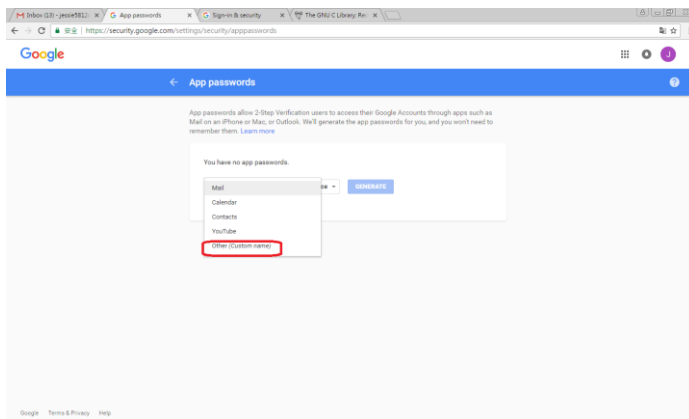 Inbox (13) - jessie5812
App passwords
Sign-in & security
The GNU C Library: Re
安全 | https://security.google.com/settings/security/apppasswords
Google
J
App passwords
App passwords allow 2-Step Verification users to access their Google Accounts through apps such as
Mail on an iPhone or Mac, or Outlook. We'll generate the app passwords for you, and you won't need to
remember them. Learn more
You have no app passwords.
Mail
GENERATE
Calendar
Contacts
YouTube
Other (Custom name)
Google Terms & Privacy Help